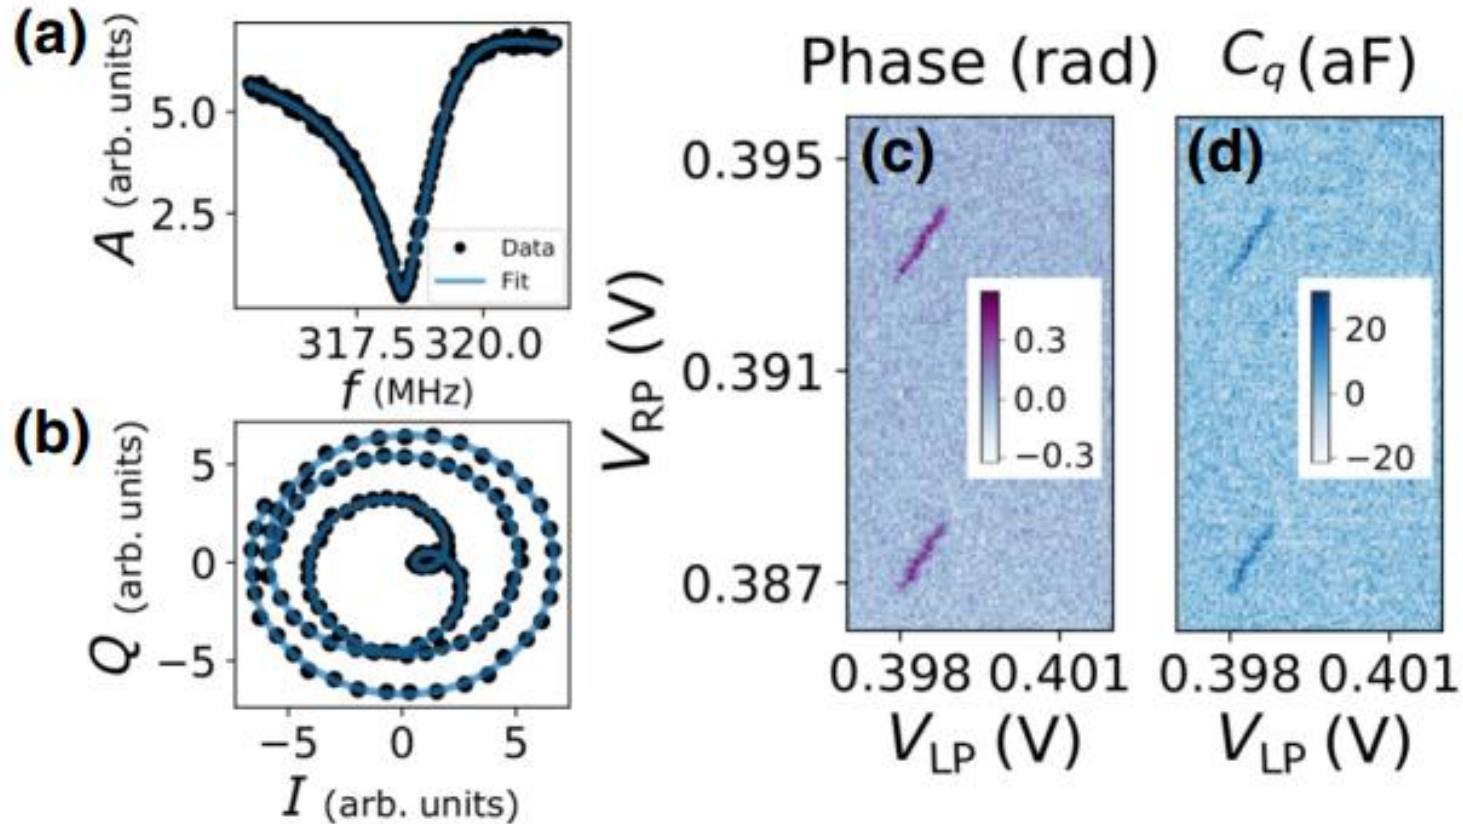 (a)
A (arb. units)
5.0
2.5
Data
Fit
317.5 320.0
f (MHz)
(b)
Q (arb. units)
5
0
−5
−5 0 5
I (arb. units)
Phase (rad)
(c)
V_RP (V)
0.395
0.391
0.387
0.3
0.0
−0.3
0.398 0.401
V_LP (V)
C_q (aF)
(d)
20
0
−20
0.398 0.401
V_LP (V)